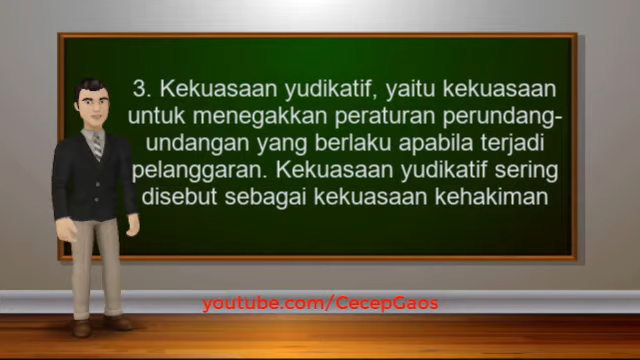 3. Kekuasaan yudikatif, yaitu kekuasaan
untuk menegakkan peraturan perundang-
undangan yang berlaku apabila terjadi
pelanggaran. Kekuasaan yudikatif sering
disebut sebagai kekuasaan kehakiman
youtube.com/CecepGaos